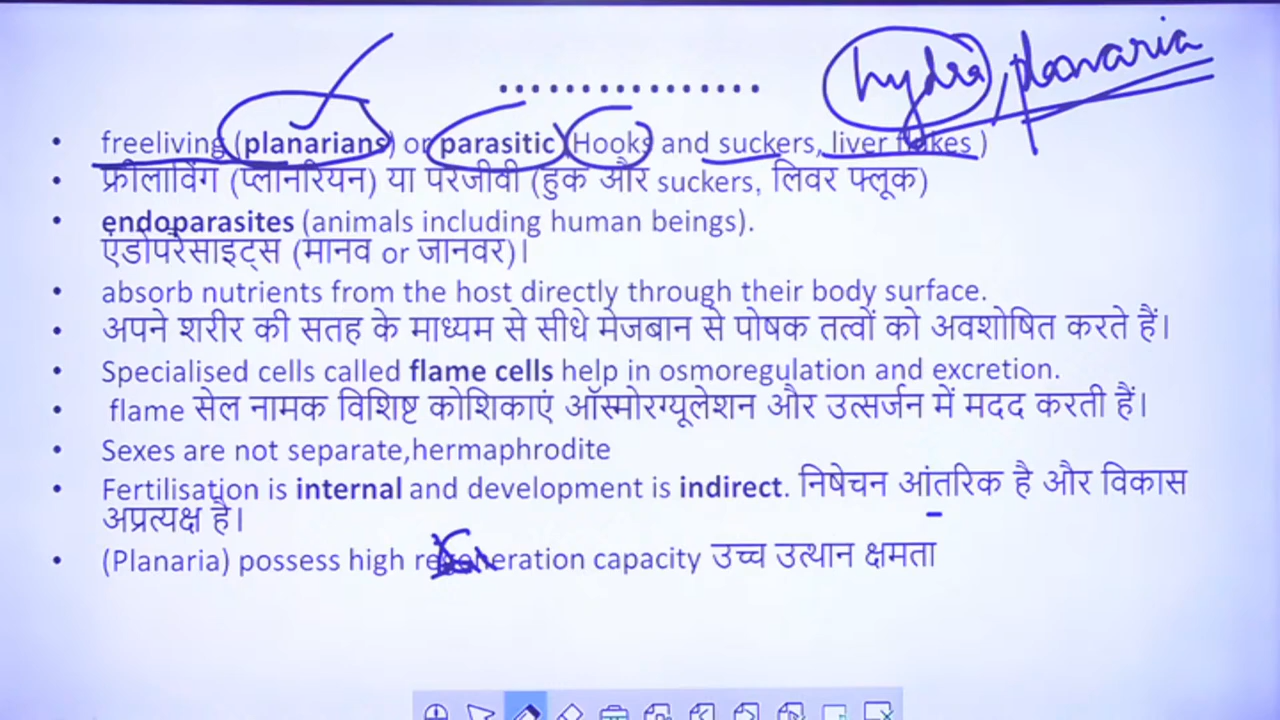 hydra, planaria
• freeliving (planarians) or parasitic (Hooks and suckers, liver flukes )
• फ्रीलिविंग (प्लानरियन) या परजीवी (हुक और suckers, लिवर फ्लूक)
• endoparasites (animals including human beings).
एंडोपरेसाइट्स (मानव or जानवर)।
• absorb nutrients from the host directly through their body surface.
• अपने शरीर की सतह के माध्यम से सीधे मेजबान से पोषक तत्वों को अवशोषित करते हैं।
• Specialised cells called flame cells help in osmoregulation and excretion.
• flame सेल नामक विशिष्ट कोशिकाएं ऑस्मोरग्यूलेशन और उत्सर्जन में मदद करती हैं।
• Sexes are not separate,hermaphrodite
• Fertilisation is internal and development is indirect. निषेचन आंतरिक है और विकास
अप्रत्यक्ष है।
• (Planaria) possess high regeneration capacity उच्च उत्थान क्षमता